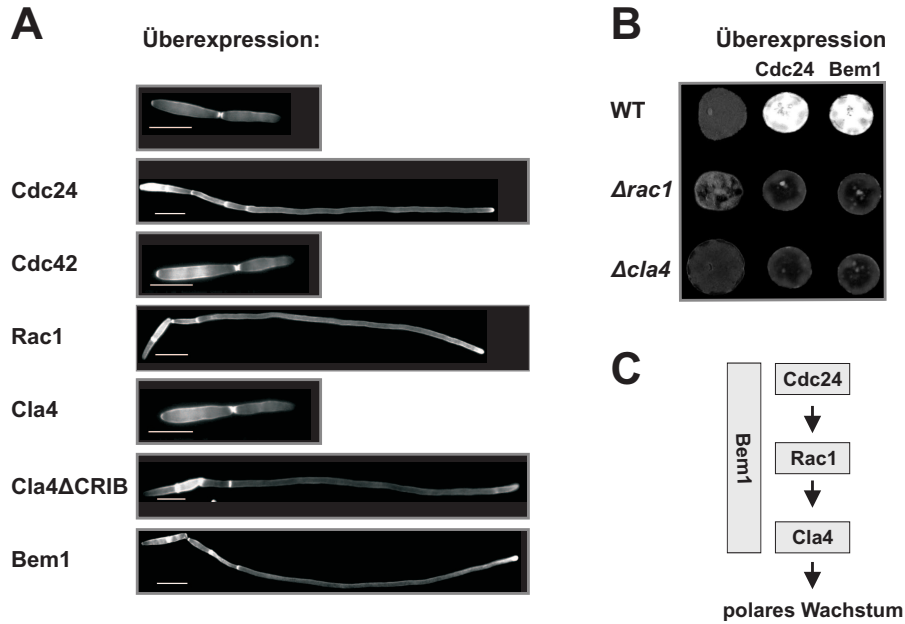 A
Überexpression:
Cdc24
Cdc42
Rac1
Cla4
Cla4ΔCRIB
Bem1
B
Überexpression
Cdc24 Bem1
WT
Δrac1
Δcla4
C
Bem1
Cdc24
Rac1
Cla4
polares Wachstum